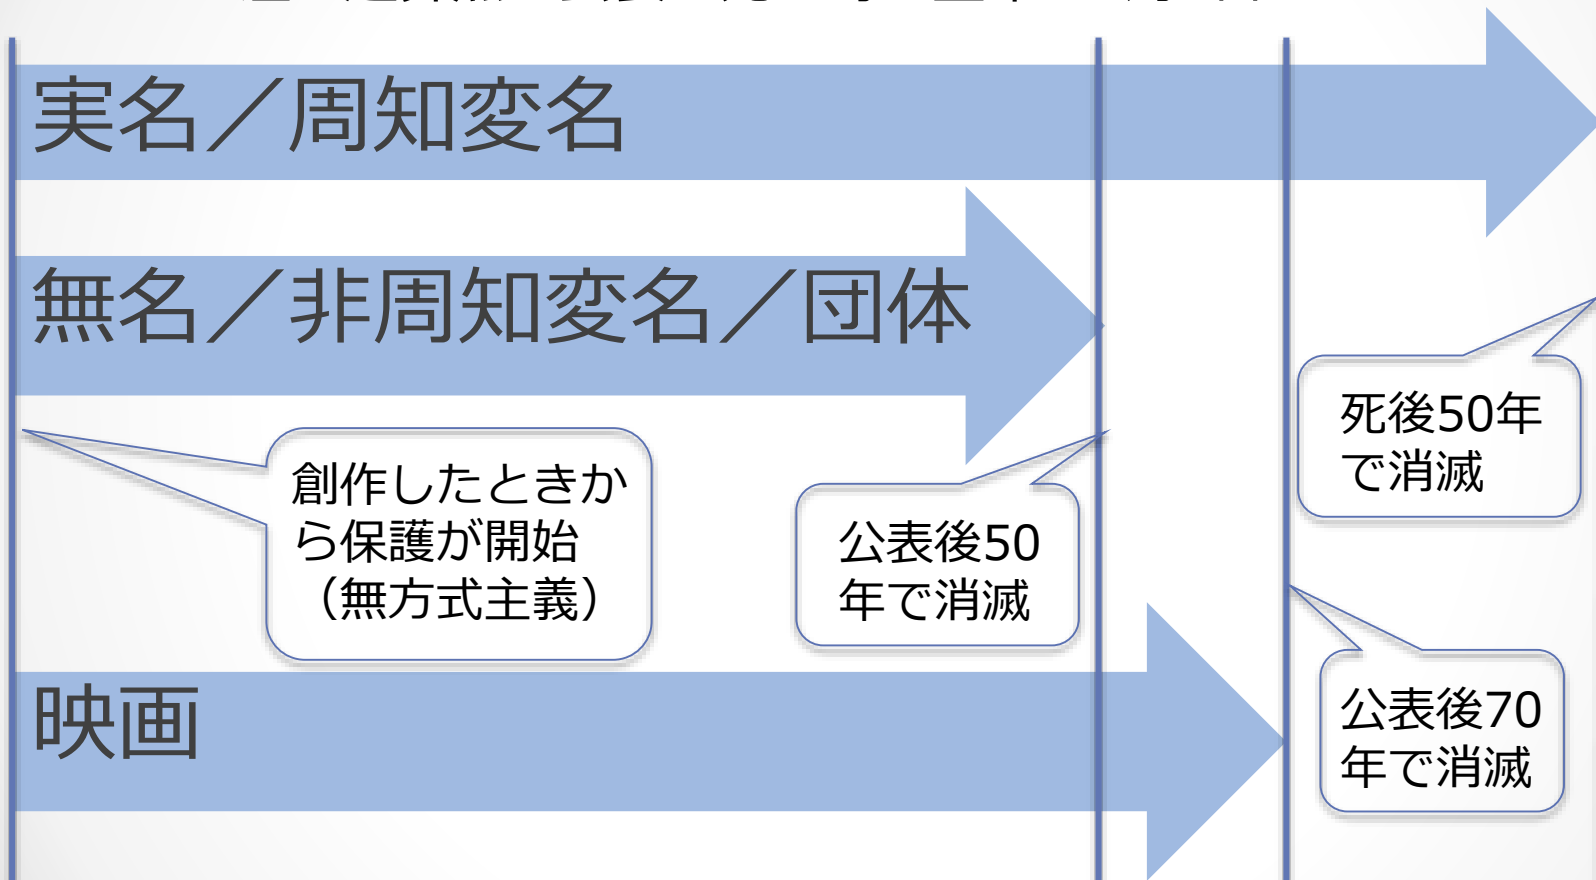 実名／周知変名
無名／非周知変名／団体
死後50年
で消滅
創作したときか
ら保護が開始
（無方式主義）
公表後50
年で消滅
映画
公表後70
年で消滅